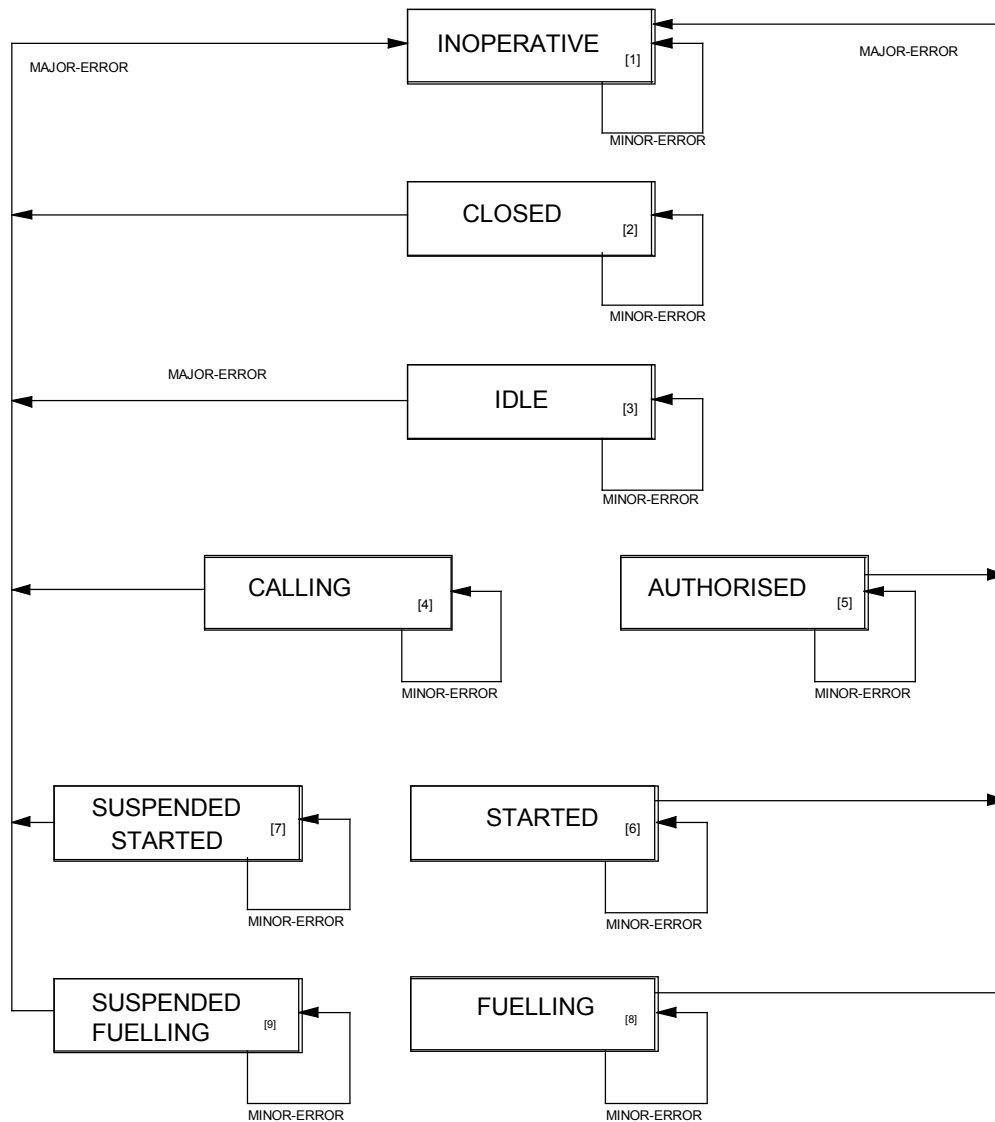 INOPERATIVE
[1]
MAJOR-ERROR
MAJOR-ERROR
MINOR-ERROR
CLOSED
[2]
MINOR-ERROR
MAJOR-ERROR
IDLE
[3]
MINOR-ERROR
CALLING
[4]
MINOR-ERROR
AUTHORISED
[5]
MINOR-ERROR
SUSPENDED
STARTED
[7]
MINOR-ERROR
STARTED
[6]
MINOR-ERROR
SUSPENDED
FUELLING
[9]
MINOR-ERROR
FUELLING
[8]
MINOR-ERROR